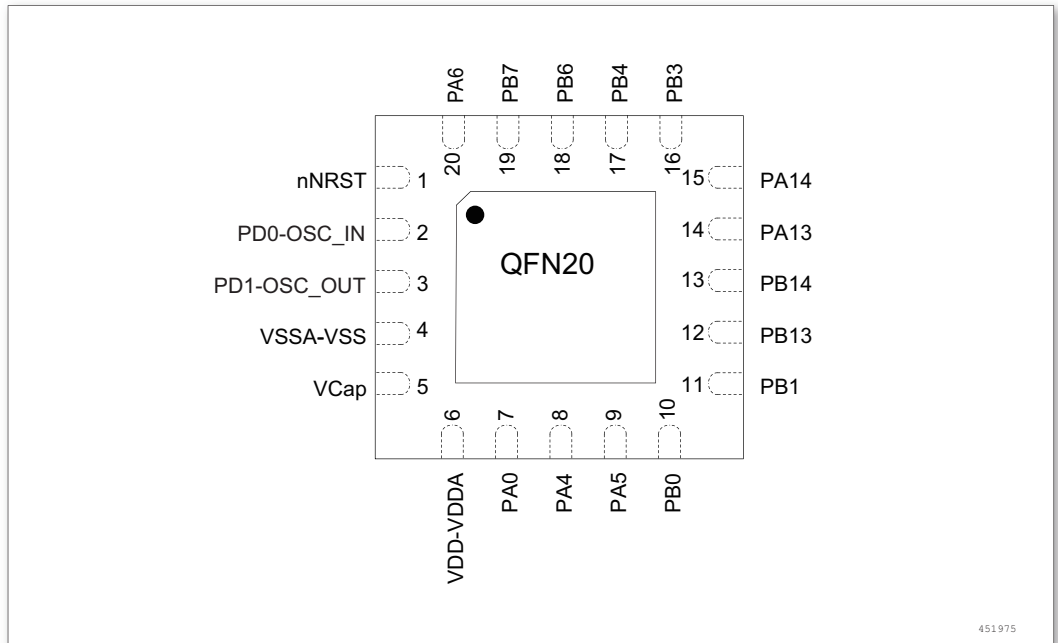 PA6
PB7
PB6
PB4
PB3
20
19
18
17
16
nNRST
1
15
PA14
PD0-OSC_IN
2
14
PA13
PD1-OSC_OUT
3
QFN20
13
PB14
VSSA-VSS
4
12
PB13
VCap
5
11
PB1
6
7
8
9
10
VDD-VDDA
PA0
PA4
PA5
PB0
451975